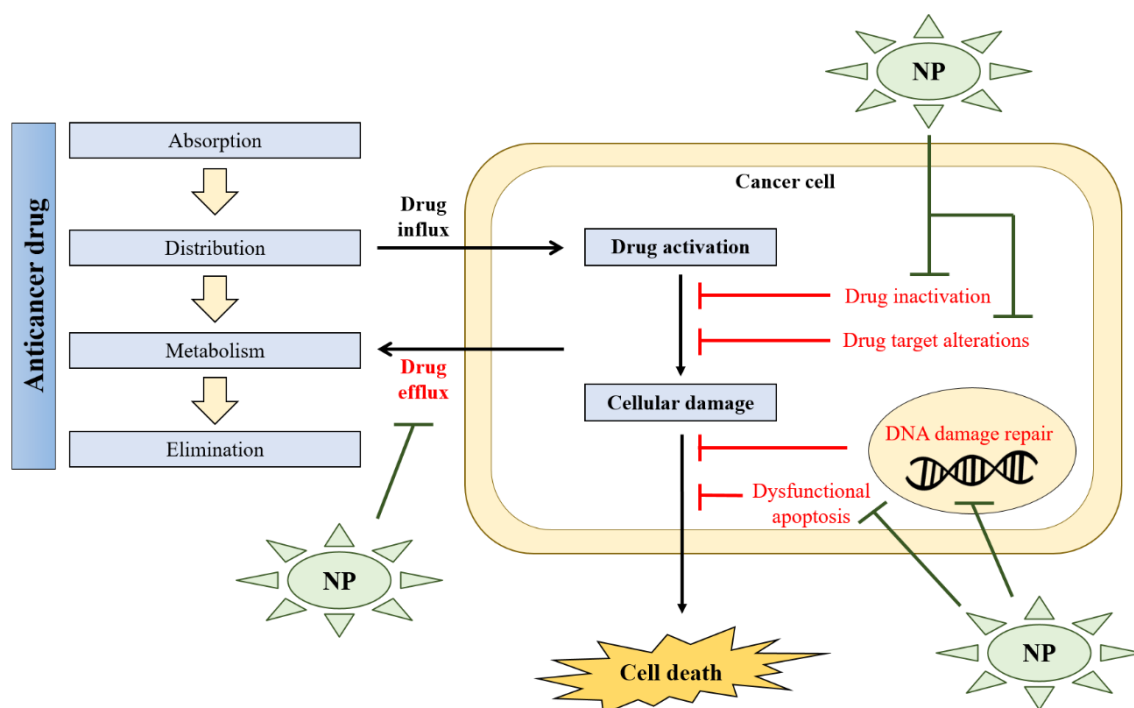 NP
Anticancer drug
Absorption
Distribution
Metabolism
Elimination
Drug
influx
Drug
efflux
NP
Cancer cell
Drug activation
Drug inactivation
Drug target alterations
Cellular damage
DNA damage repair
Dysfunctional
apoptosis
Cell death
NP